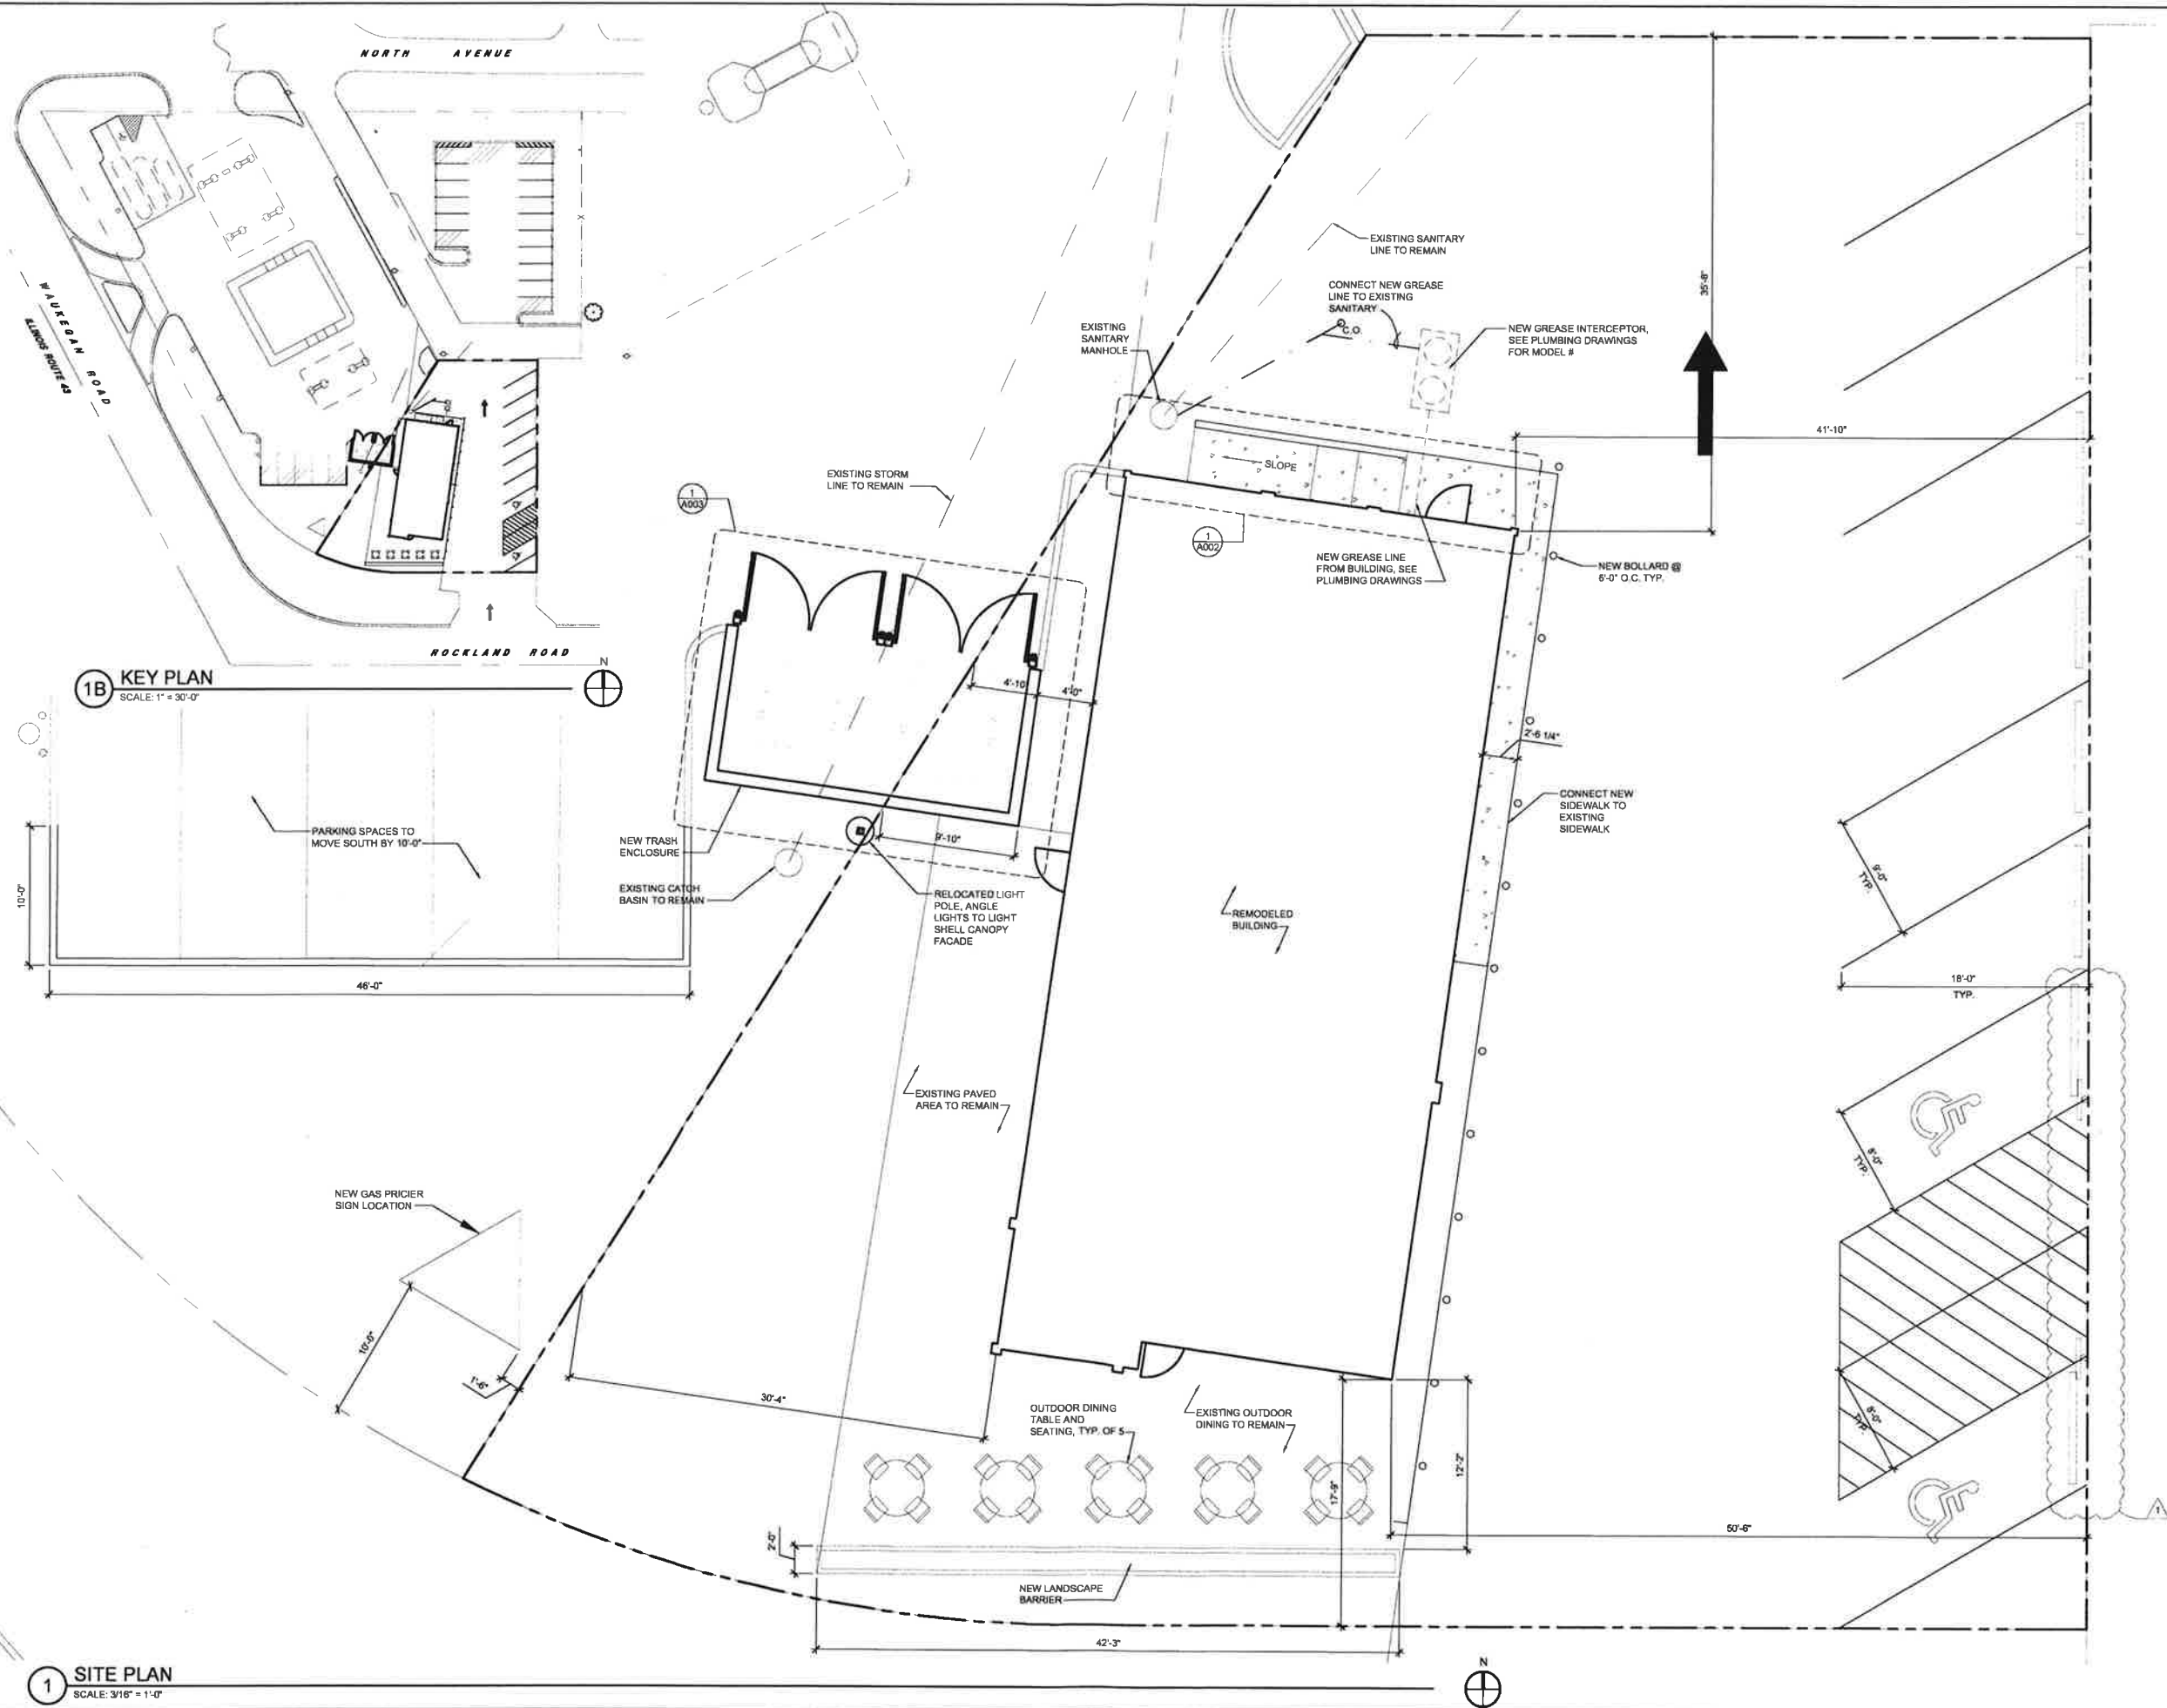 NORTH AVENUE
WAUKEGAN ROAD
ILLINOIS ROUTE 43
ROCKLAND ROAD
N
1B
KEY PLAN
SCALE: 1" = 30'-0"
EXISTING SANITARY
LINE TO REMAIN
CONNECT NEW GREASE
LINE TO EXISTING
SANITARY
C.O.
NEW GREASE INTERCEPTOR,
SEE PLUMBING DRAWINGS
FOR MODEL #
EXISTING
SANITARY
MANHOLE
35'-8"
41'-10"
SLOPE
EXISTING STORM
LINE TO REMAIN
1
A003
1
A002
NEW GREASE LINE
FROM BUILDING, SEE
PLUMBING DRAWINGS
NEW BOLLARD @
6'-0" O.C. TYP.
4'-10"
4'-0"
2'-6 1/4"
CONNECT NEW
SIDEWALK TO
EXISTING
SIDEWALK
PARKING SPACES TO
MOVE SOUTH BY 10'-0"
10'-0"
46'-0"
NEW TRASH
ENCLOSURE
9'-10"
EXISTING CATCH
BASIN TO REMAIN
RELOCATED LIGHT
POLE, ANGLE
LIGHTS TO LIGHT
SHELL CANOPY
FACADE
REMODELED
BUILDING
9'-0"
TYP.
18'-0"
TYP.
EXISTING PAVED
AREA TO REMAIN
8'-0"
TYP.
NEW GAS PRICIER
SIGN LOCATION
10'-0"
1'-6"
30'-4"
OUTDOOR DINING
TABLE AND
SEATING, TYP. OF 5
EXISTING OUTDOOR
DINING TO REMAIN
17'-9"
12'-2"
8'-0"
TYP.
50'-6"
1
2'-0"
NEW LANDSCAPE
BARRIER
42'-3"
1
SITE PLAN
SCALE: 3/16" = 1'-0"
N